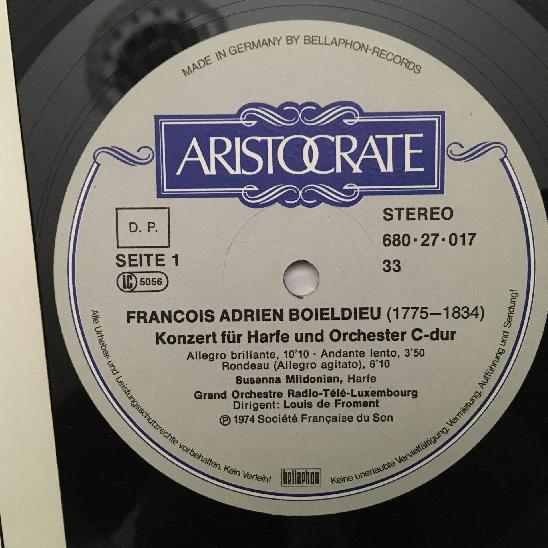 MADE IN GERMANY BY BELLAPHON-RECORDS
ARISTOCRATE
D. P.
STEREO
680·27·017
SEITE 1
33
LC 5056
FRANCOIS ADRIEN BOIELDIEU (1775—1834)
Konzert für Harfe und Orchester C-dur
Allegro brillante, 10'10 · Andante lento, 3'50
Rondeau (Allegro agitato), 6'10
Susanna Mildonian, Harfe
Grand Orchestre Radio-Télé-Luxembourg
Dirigent: Louis de Froment
Ⓟ 1974 Société Française du Son
Alle Urheber- und Leistungsschutzrechte vorbehalten. Kein Verleih!
bellaphon
Keine unerlaubte Vervielfältigung, Vermietung, Aufführung und Sendung!